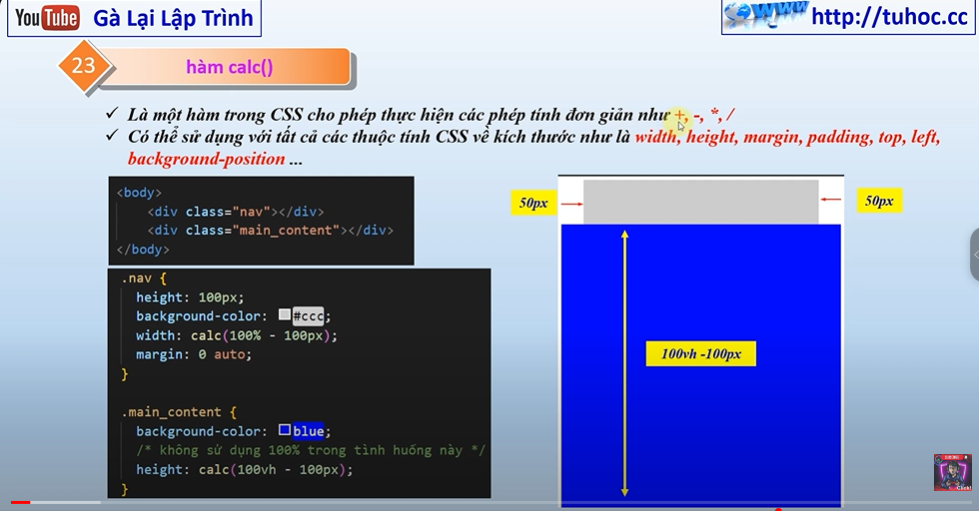 YouTube Gà Lại Lập Trình
WWW http://tuhoc.cc
23 hàm calc()
✓ Là một hàm trong CSS cho phép thực hiện các phép tính đơn giản như +, -, *, /
✓ Có thể sử dụng với tất cả các thuộc tính CSS về kích thước như là width, height, margin, padding, top, left,
background-position ...
<body>
<div class="nav"></div>
<div class="main_content"></div>
</body>
.nav {
height: 100px;
background-color: #ccc;
width: calc(100% - 100px);
margin: 0 auto;
}
.main_content {
background-color: blue;
/* không sử dụng 100% trong tình huống này */
height: calc(100vh - 100px);
}
50px
50px
100vh -100px